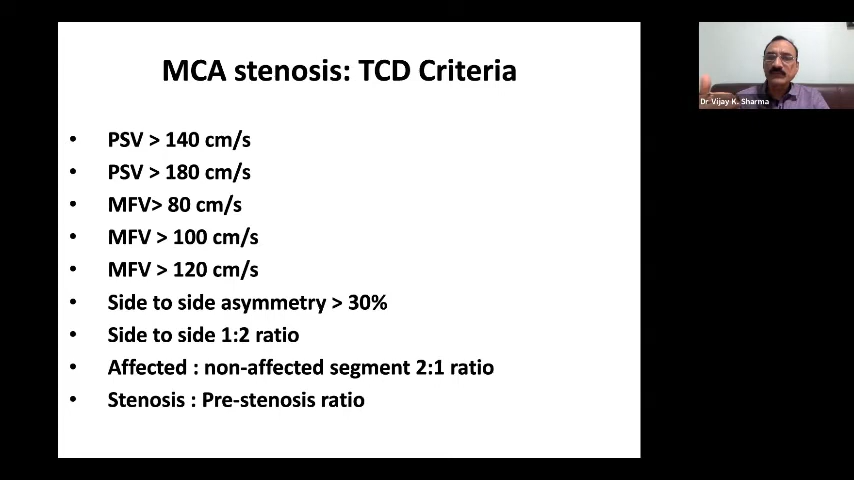 MCA stenosis: TCD Criteria
• PSV > 140 cm/s
• PSV > 180 cm/s
• MFV> 80 cm/s
• MFV > 100 cm/s
• MFV > 120 cm/s
• Side to side asymmetry > 30%
• Side to side 1:2 ratio
• Affected : non-affected segment 2:1 ratio
• Stenosis : Pre-stenosis ratio
Dr Vijay K. Sharma